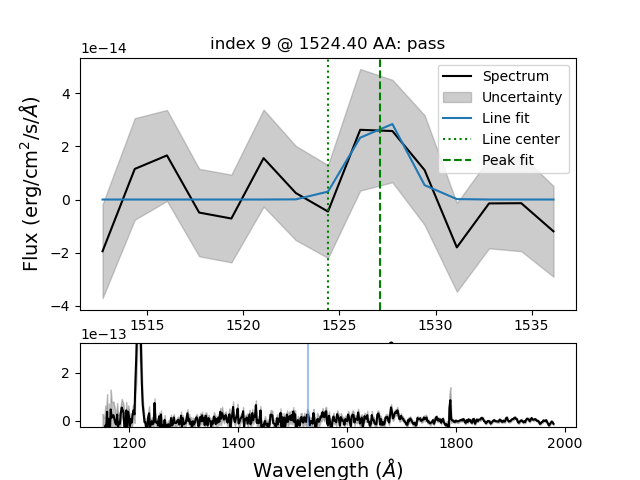 index 9 @ 1524.40 AA: pass
1e−14
Flux (erg/cm²/s/Å)
4
2
0
−2
−4
Spectrum
Uncertainty
Line fit
Line center
Peak fit
1515 1520 1525 1530 1535
1e−13
2
0
1200 1400 1600 1800 2000
Wavelength (Å)